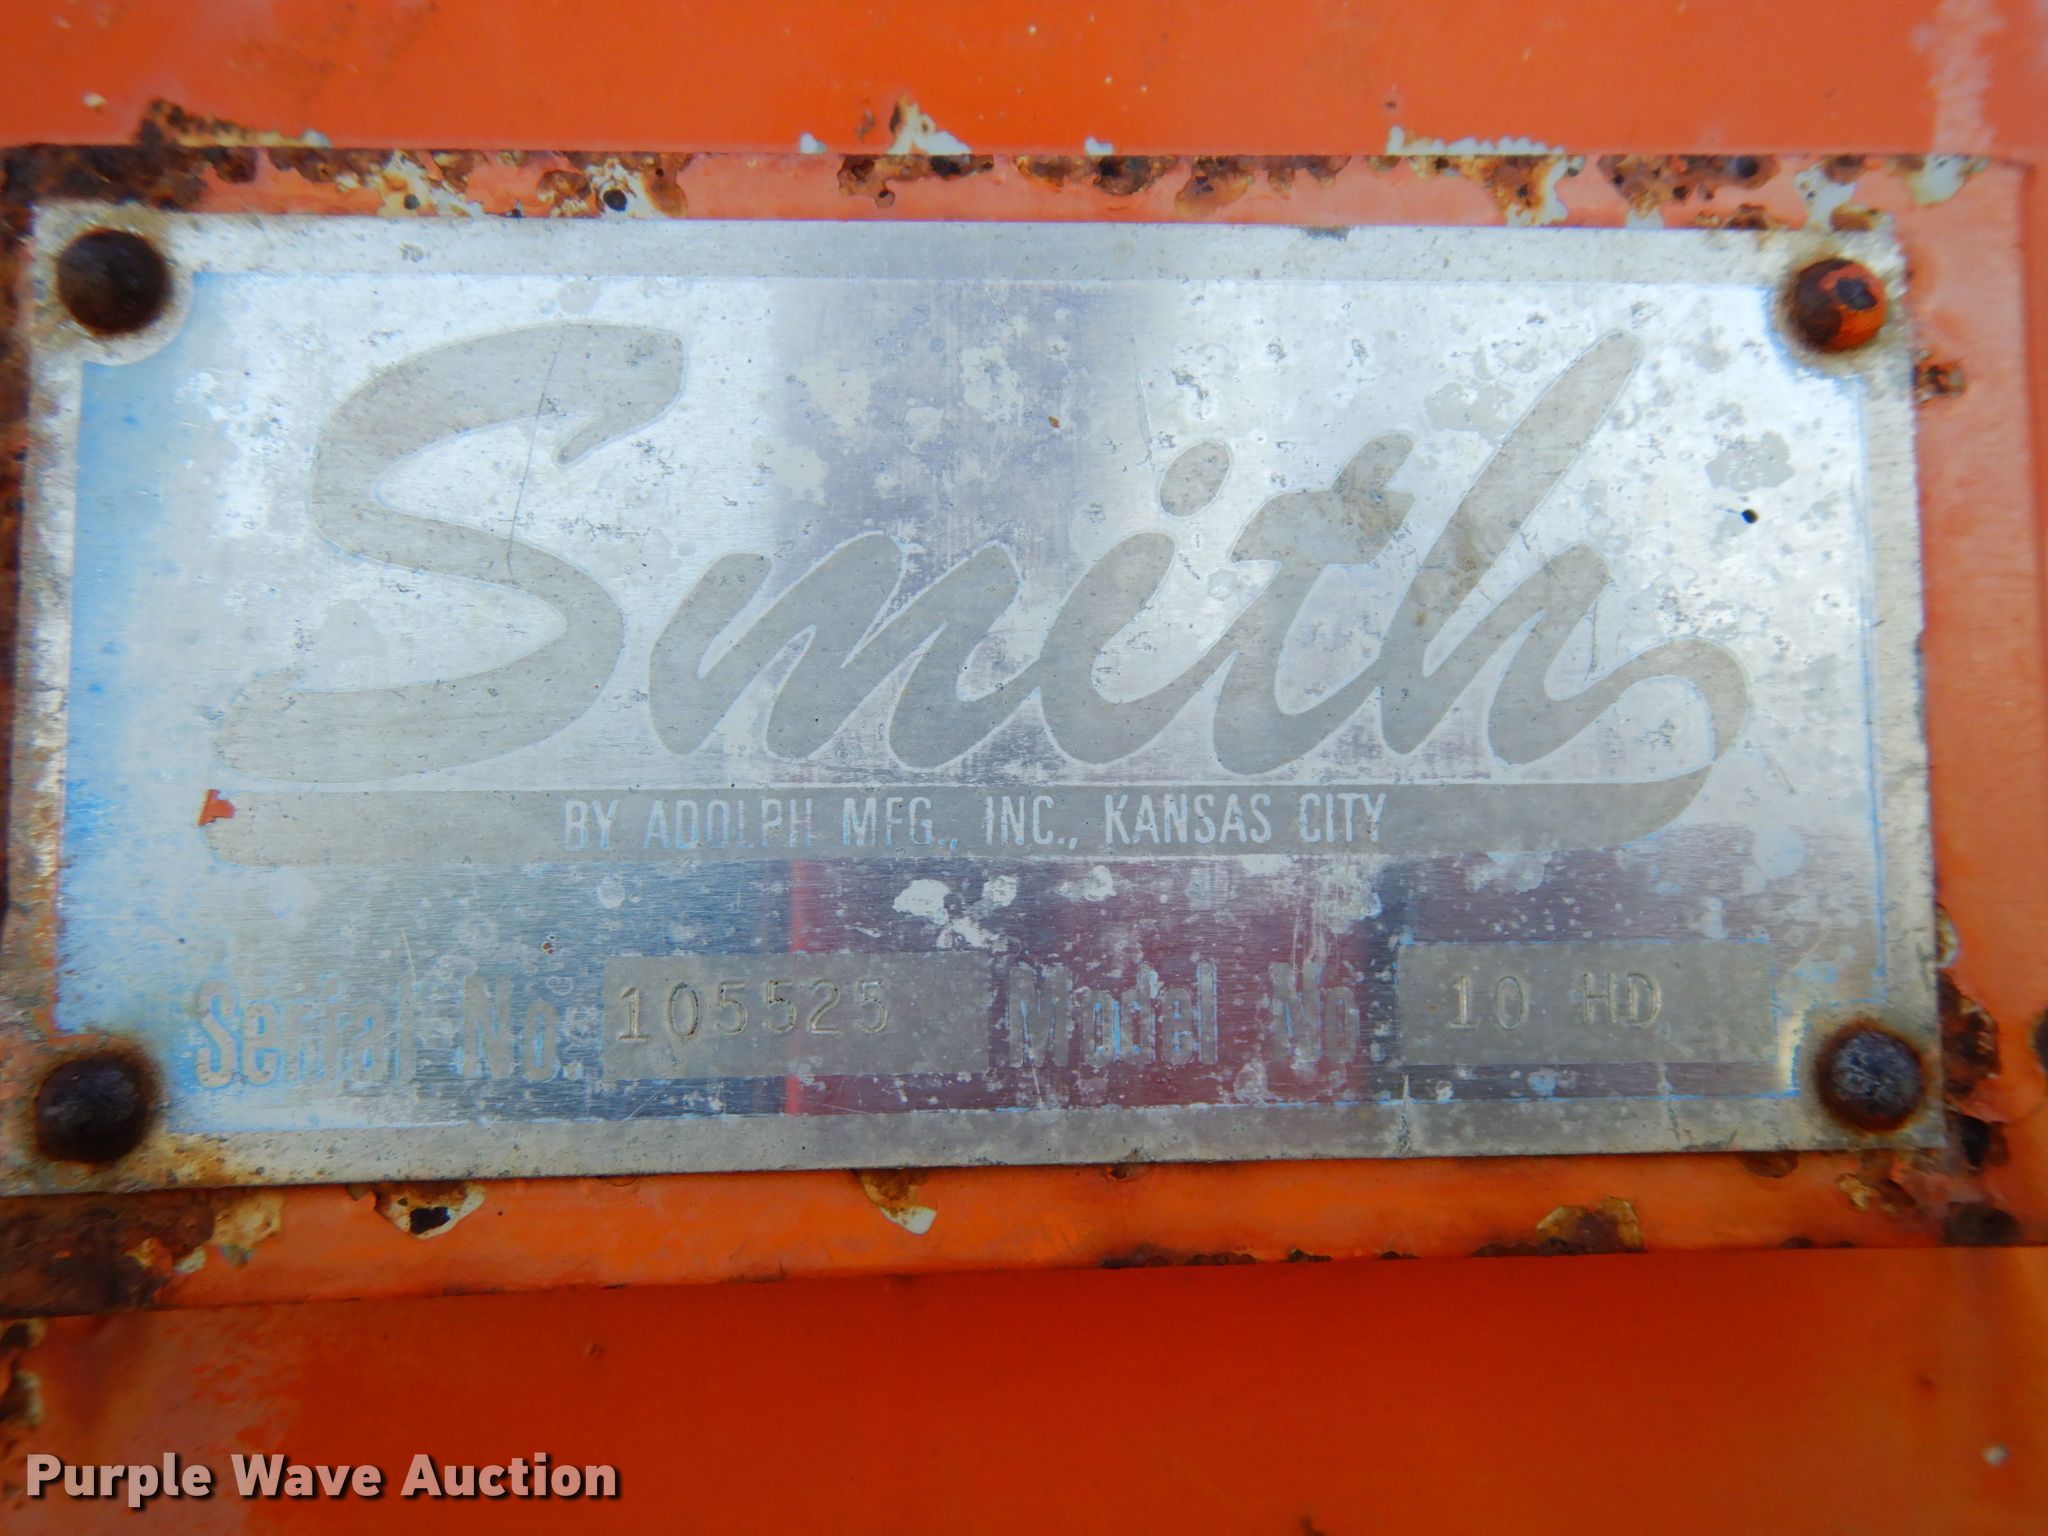 Smith
BY ADOLPH MFG., INC., KANSAS CITY
Serial No. 105525 Model No. 10 HD
Purple Wave Auction